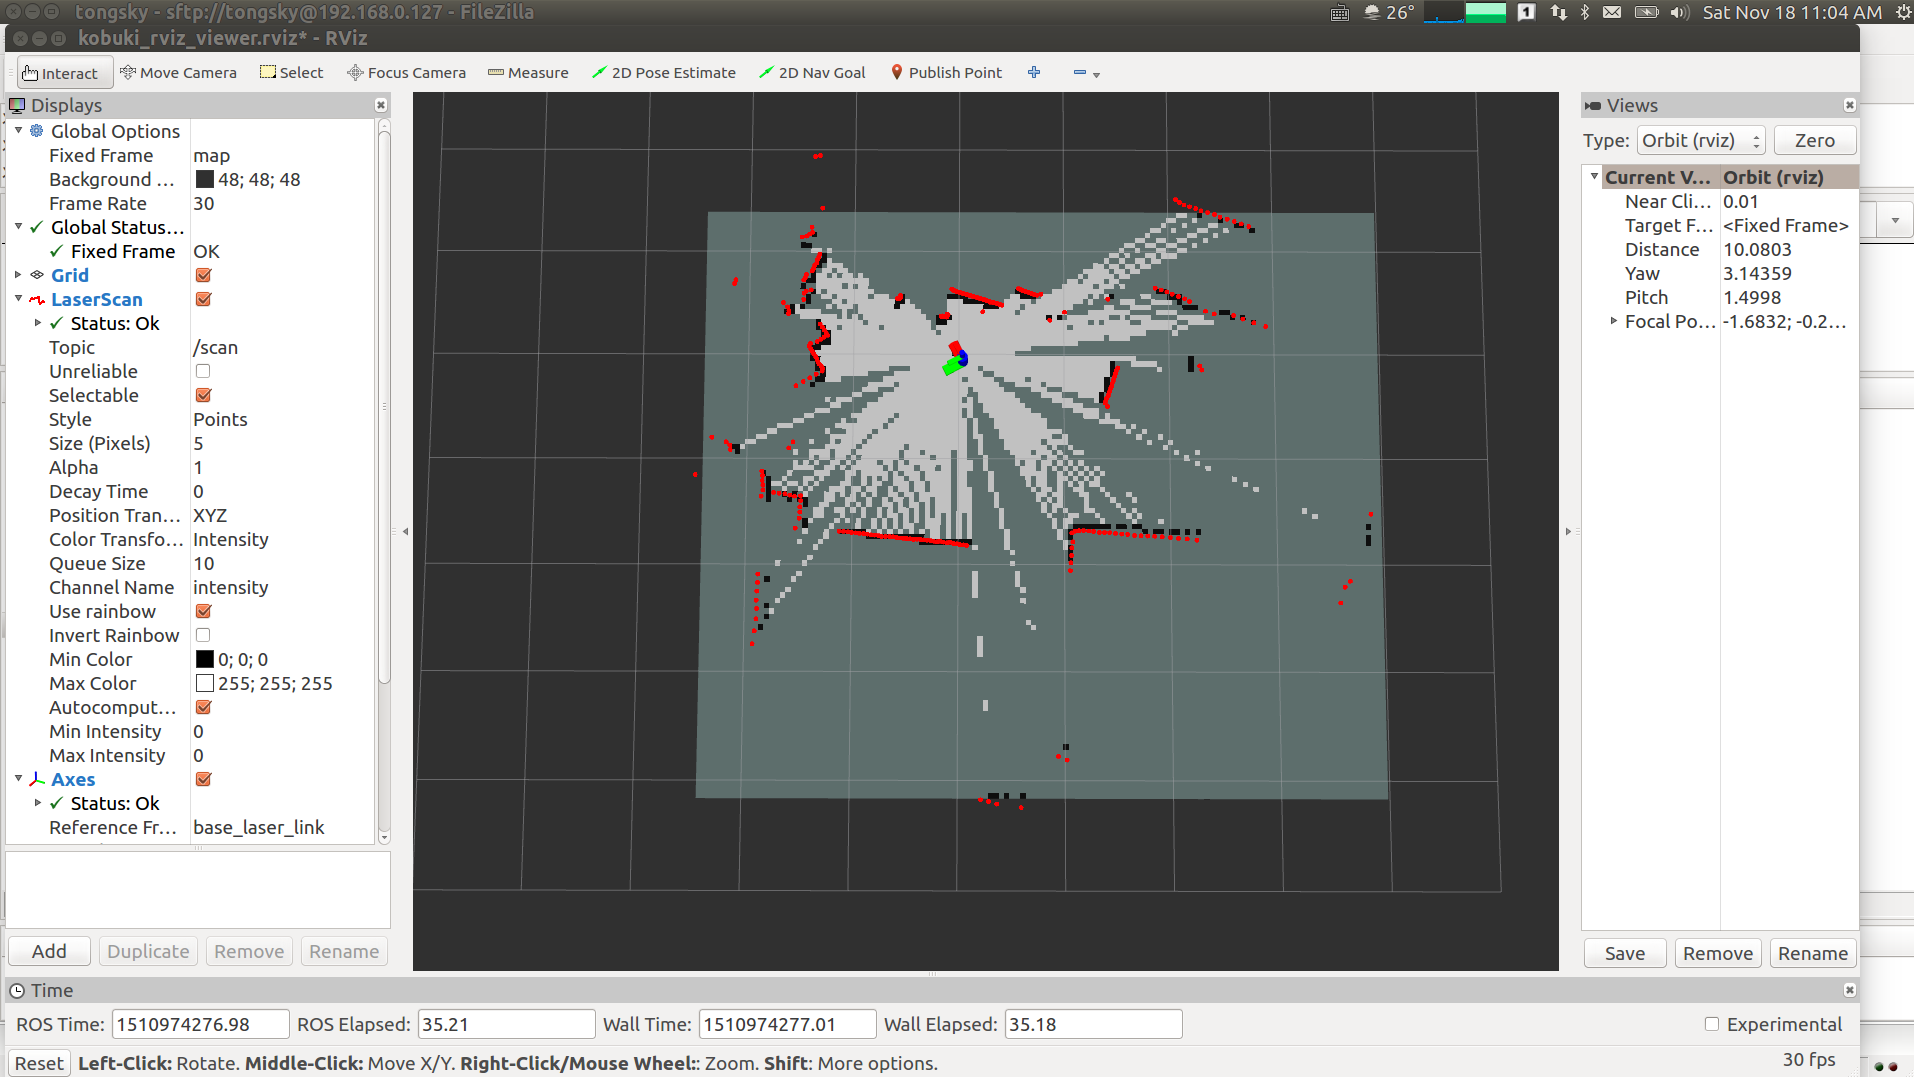 tongsky - sftp://tongsky@192.168.0.127 - FileZilla
26°
1
Sat Nov 18 11:04 AM
kobuki_rviz_viewer.rviz* - RViz
Interact Move Camera Select Focus Camera Measure 2D Pose Estimate 2D Nav Goal Publish Point
Displays
Global Options
Fixed Frame map
Background ... 48; 48; 48
Frame Rate 30
Global Status...
Fixed Frame OK
Grid
LaserScan
Status: Ok
Topic /scan
Unreliable
Selectable
Style Points
Size (Pixels) 5
Alpha 1
Decay Time 0
Position Tran... XYZ
Color Transfo... Intensity
Queue Size 10
Channel Name intensity
Use rainbow
Invert Rainbow
Min Color 0; 0; 0
Max Color 255; 255; 255
Autocomput...
Min Intensity 0
Max Intensity 0
Axes
Status: Ok
Reference Fr... base_laser_link
Add Duplicate Remove Rename
Views
Type: Orbit (rviz) Zero
Current V... Orbit (rviz)
Near Cli... 0.01
Target F... <Fixed Frame>
Distance 10.0803
Yaw 3.14359
Pitch 1.4998
Focal Po... -1.6832; -0.2...
Save Remove Rename
Time
ROS Time: 1510974276.98 ROS Elapsed: 35.21 Wall Time: 1510974277.01 Wall Elapsed: 35.18 Experimental
Reset Left-Click: Rotate. Middle-Click: Move X/Y. Right-Click/Mouse Wheel:: Zoom. Shift: More options. 30 fps